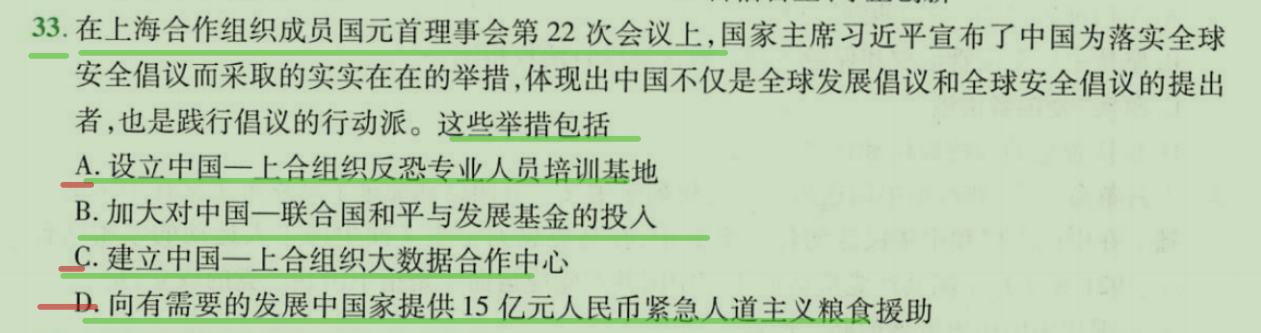 33. 在上海合作组织成员国元首理事会第 22 次会议上,国家主席习近平宣布了中国为落实全球
安全倡议而采取的实实在在的举措,体现出中国不仅是全球发展倡议和全球安全倡议的提出
者,也是践行倡议的行动派。这些举措包括
A. 设立中国—上合组织反恐专业人员培训基地
B. 加大对中国—联合国和平与发展基金的投入
C. 建立中国—上合组织大数据合作中心
D. 向有需要的发展中国家提供 15 亿元人民币紧急人道主义粮食援助